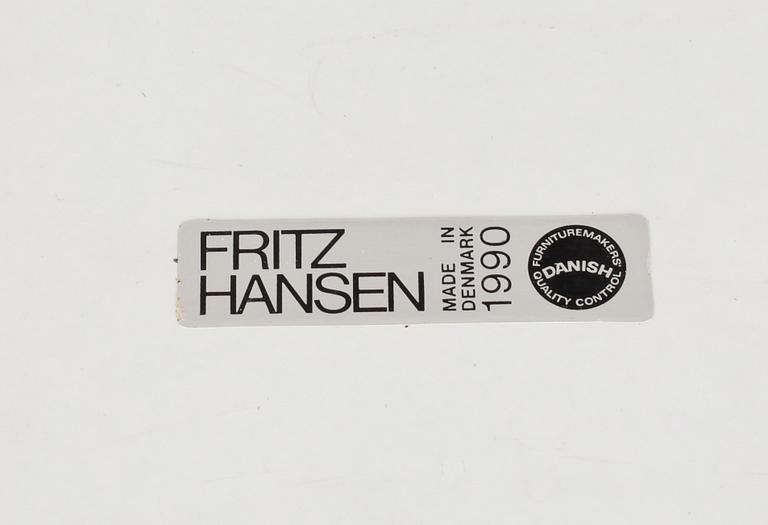 FRITZ
HANSEN
MADE IN
DENMARK
1990
FURNITUREMAKERS'
DANISH
QUALITY CONTROL